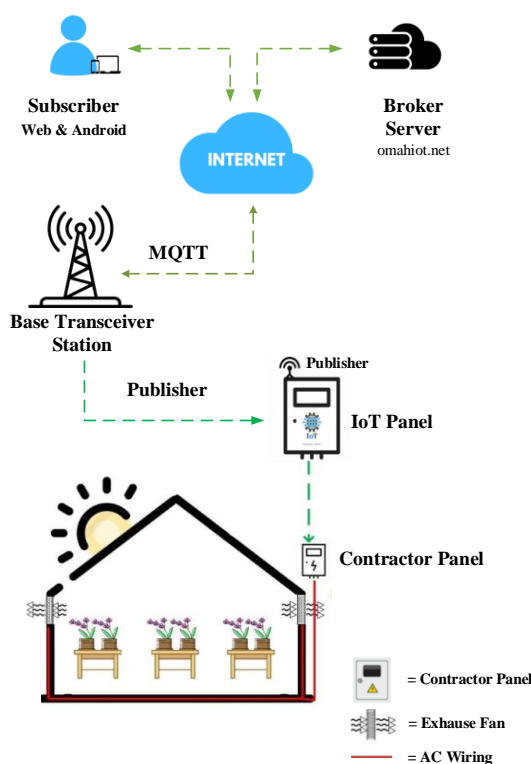 Subscriber
Web & Android
Broker
Server
omahiot.net
INTERNET
MQTT
Base Transceiver
Station
Publisher
Publisher
IoT
IoT Panel
Contractor Panel
= Contractor Panel
= Exhause Fan
= AC Wiring